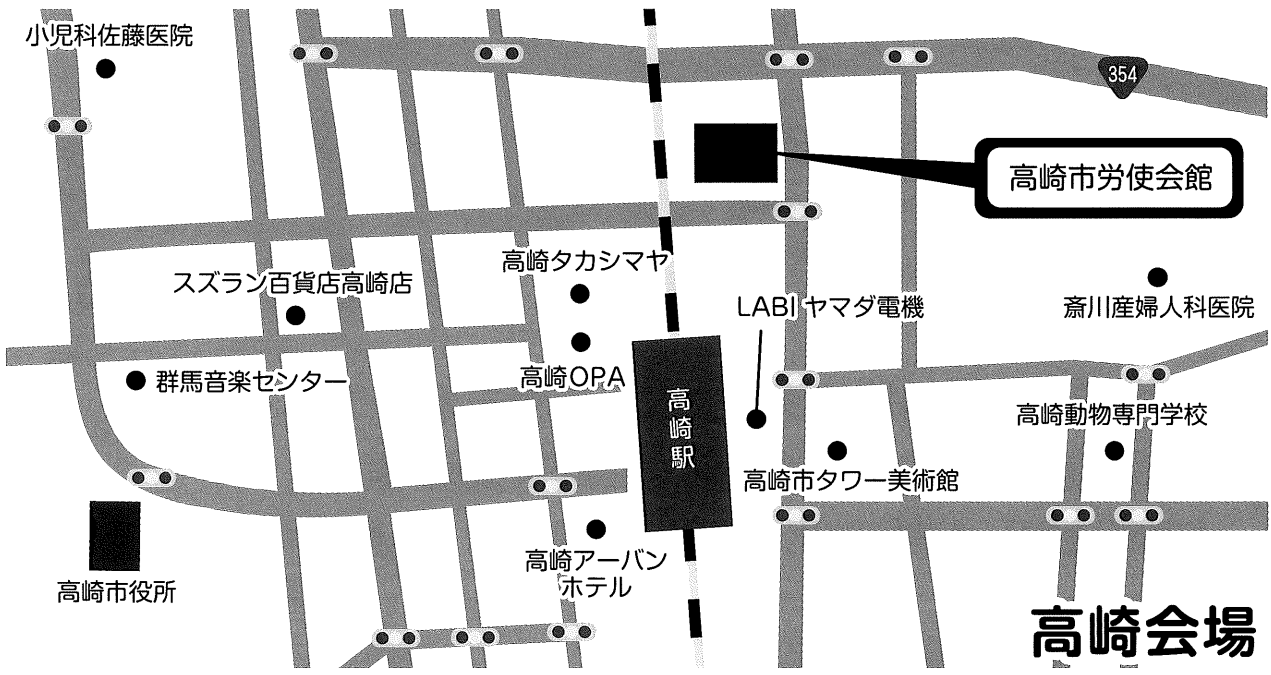 小児科佐藤医院
354
高崎市労使会館
高崎タカシマヤ
スズラン百貨店高崎店
LABI ヤマダ電機
斎川産婦人科医院
群馬音楽センター
高崎OPA
高崎駅
高崎動物専門学校
高崎市タワー美術館
高崎アーバン
ホテル
高崎市役所
高崎会場